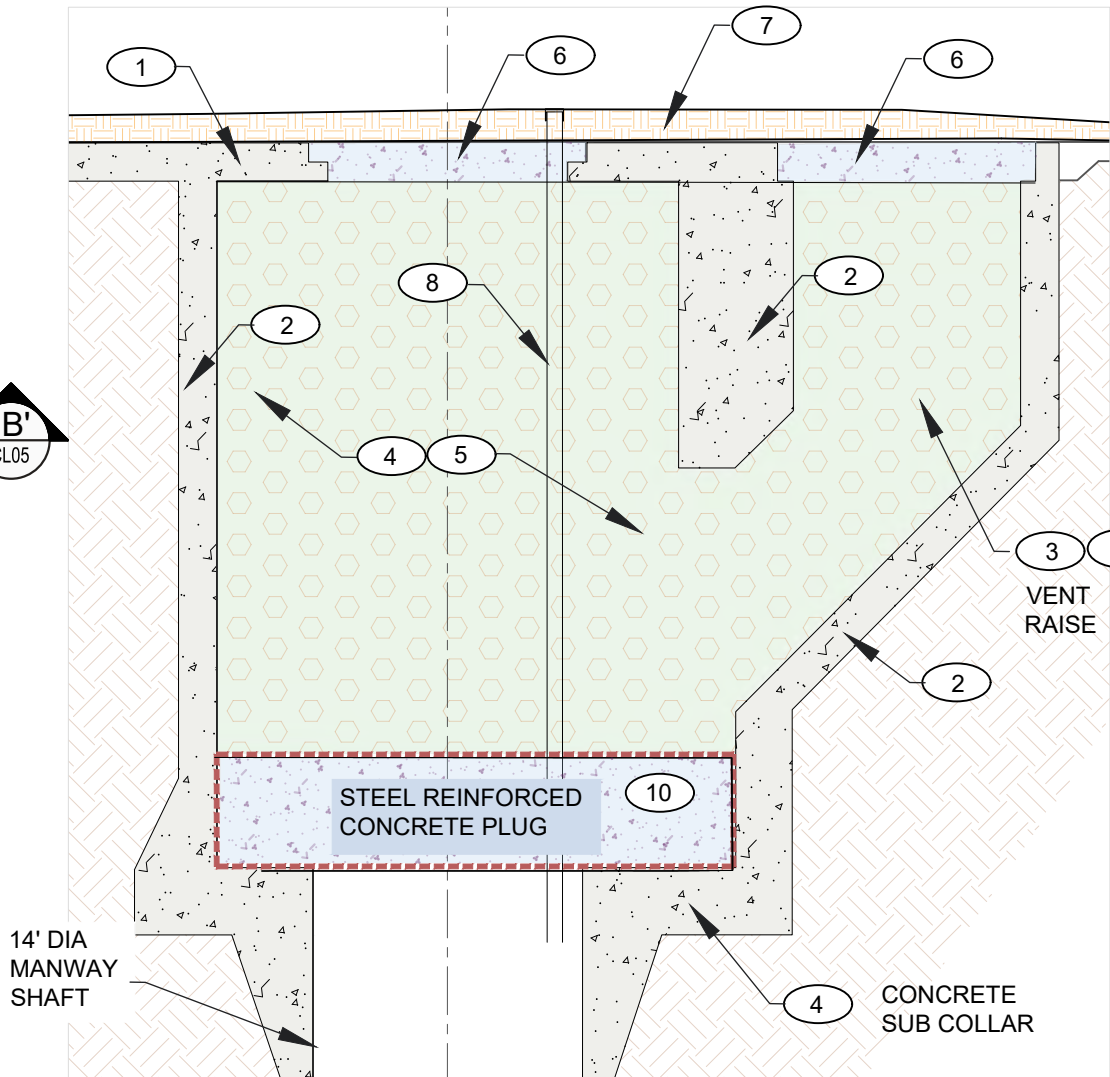 7
6
6
1
8
2
2
B'
CL05
4
5
3
VENT
RAISE
2
STEEL REINFORCED
CONCRETE PLUG
10
14' DIA
MANWAY
SHAFT
4
CONCRETE
SUB COLLAR